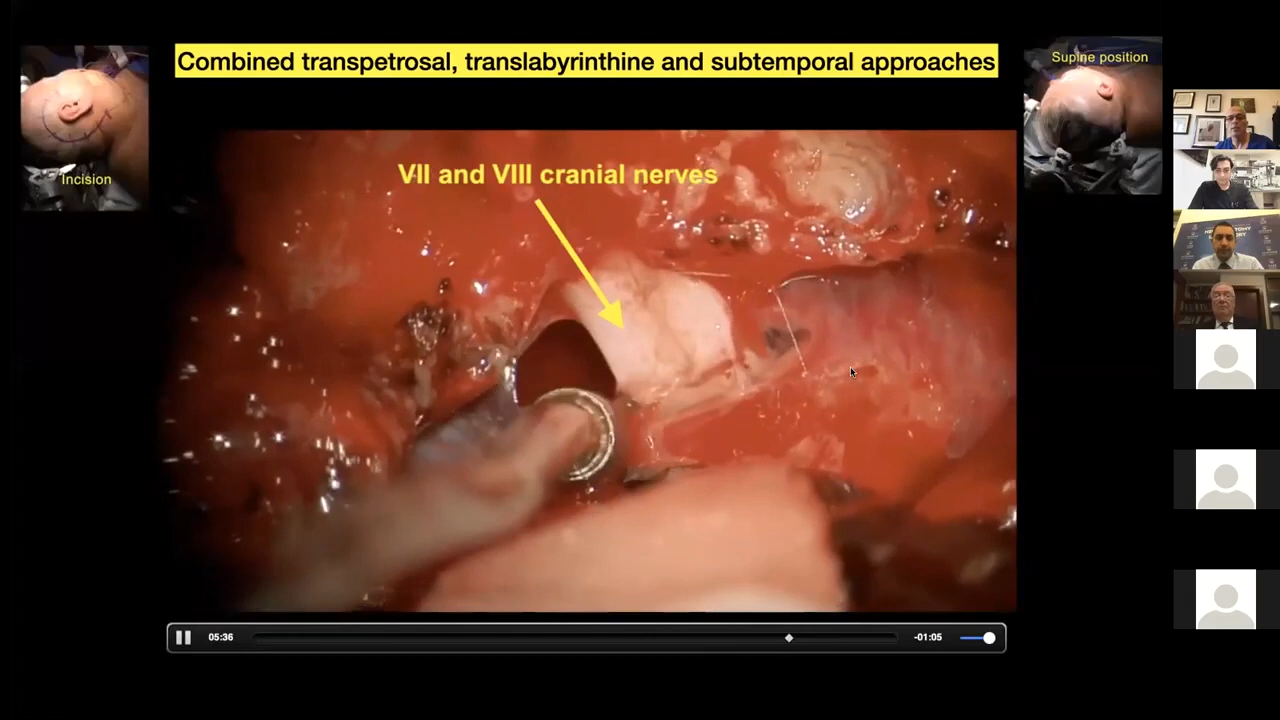 Combined transpetrosal, translabyrinthine and subtemporal approaches
Incision
Supine position
VII and VIII cranial nerves
05:36
-01:05